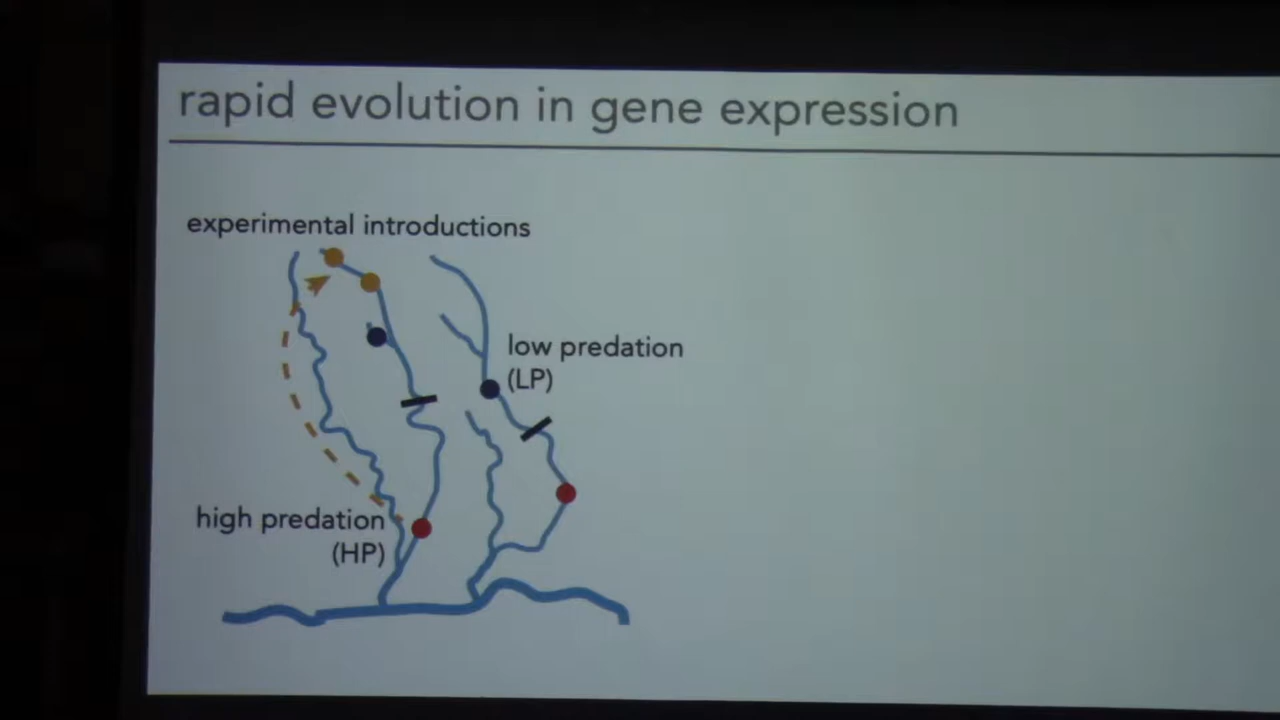 rapid evolution in gene expression
experimental introductions
low predation
(LP)
high predation
(HP)